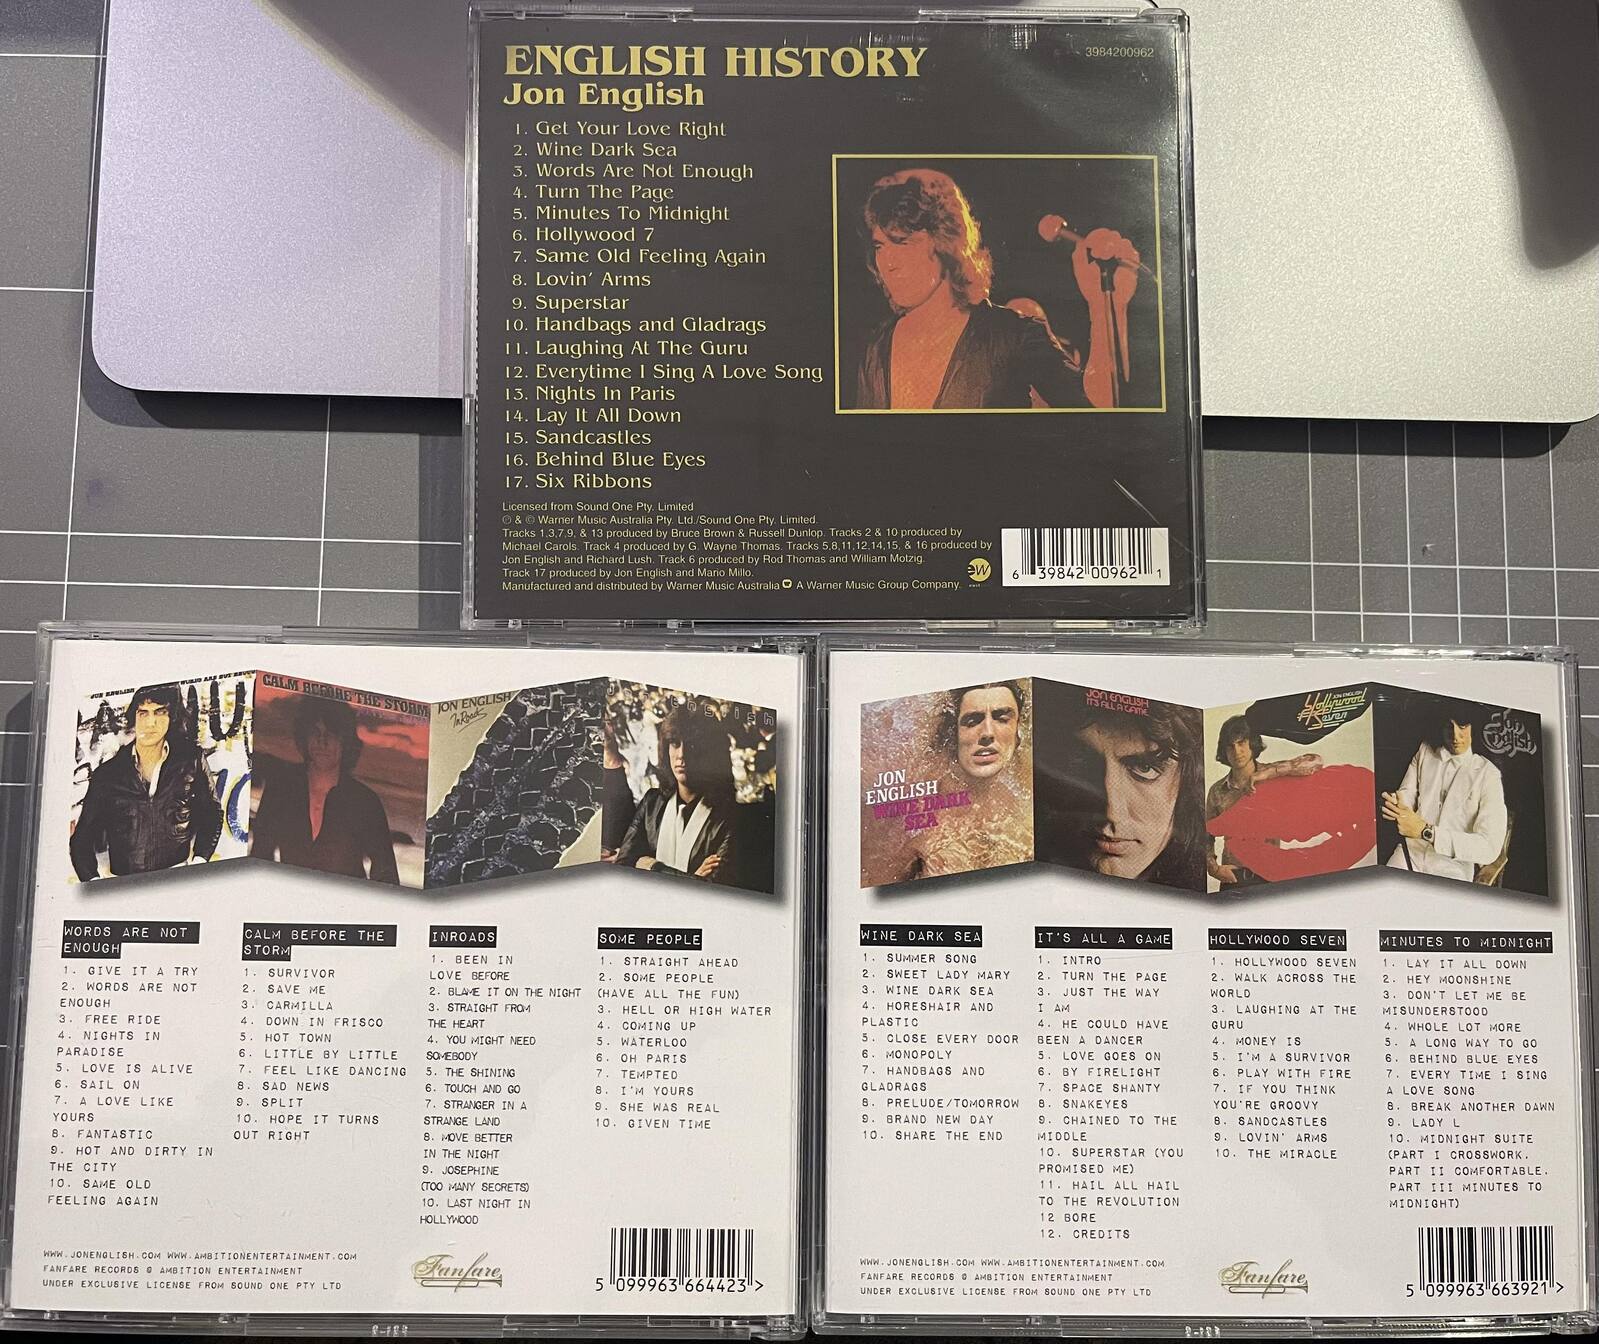 ENGLISH HISTORY
3984200962
Jon English
1. Get Your Love Right
2. Wine Dark Sea
3. Words Are Not Enough
4. Turn The Page
5. Minutes To Midnight
6. Hollywood 7
7. Same Old Feeling Again
8. Lovin' Arms
9. Superstar
10. Handbags and Gladrags
11. Laughing At The Guru
12. Everytime I Sing A Love Song
13. Nights In Paris
14. Lay It All Down
15. Sandcastles
16. Behind Blue Eyes
17. Six Ribbons
Licensed from Sound One Pty. Limited
℗ & © Warner Music Australia Pty. Ltd./Sound One Pty. Limited.
Tracks 1,3,7,9, & 13 produced by Bruce Brown & Russell Dunlop. Tracks 2 & 10 produced by
Michael Carols. Track 4 produced by G. Wayne Thomas. Tracks 5,8,11,12,14,15, & 16 produced by
Jon English and Richard Lush. Track 6 produced by Rod Thomas and William Motzig.
Track 17 produced by Jon English and Mario Millo.
Manufactured and distributed by Warner Music Australia A Warner Music Group Company.
ew
6 39842 00962 1
JON ENGLISH WORDS ARE NOT
CALM BEFORE THE STORM
JON ENGLISH
InRoads
english
WORDS ARE NOT
ENOUGH
1. GIVE IT A TRY
2. WORDS ARE NOT
ENOUGH
3. FREE RIDE
4. NIGHTS IN
PARADISE
5. LOVE IS ALIVE
6. SAIL ON
7. A LOVE LIKE
YOURS
8. FANTASTIC
9. HOT AND DIRTY IN
THE CITY
10. SAME OLD
FEELING AGAIN
CALM BEFORE THE
STORM
1. SURVIVOR
2. SAVE ME
3. CARMILLA
4. DOWN IN FRISCO
5. HOT TOWN
6. LITTLE BY LITTLE
7. FEEL LIKE DANCING
8. SAD NEWS
9. SPLIT
10. HOPE IT TURNS
OUT RIGHT
INROADS
1. BEEN IN
LOVE BEFORE
2. BLAME IT ON THE NIGHT
3. STRAIGHT FROM
THE HEART
4. YOU MIGHT NEED
SOMEBODY
5. THE SHINING
6. TOUCH AND GO
7. STRANGER IN A
STRANGE LAND
8. MOVE BETTER
IN THE NIGHT
9. JOSEPHINE
(TOO MANY SECRETS)
10. LAST NIGHT IN
HOLLYWOOD
SOME PEOPLE
1. STRAIGHT AHEAD
2. SOME PEOPLE
(HAVE ALL THE FUN)
3. HELL OR HIGH WATER
4. COMING UP
5. WATERLOO
6. OH PARIS
7. TEMPTED
8. I'M YOURS
9. SHE WAS REAL
10. GIVEN TIME
WWW.JONENGLISH.COM WWW.AMBITIONENTERTAINMENT.COM
FANFARE RECORDS @ AMBITION ENTERTAINMENT
UNDER EXCLUSIVE LICENSE FROM SOUND ONE PTY LTD
Fanfare
5 099963 664423 >
JON
ENGLISH
WINE DARK
SEA
JON ENGLISH
IT'S ALL A GAME
JON ENGLISH
Hollywood
Seven
Jon
English
WINE DARK SEA
1. SUMMER SONG
2. SWEET LADY MARY
3. WINE DARK SEA
4. HORESHAIR AND
PLASTIC
5. CLOSE EVERY DOOR
6. MONOPOLY
7. HANDBAGS AND
GLADRAGS
8. PRELUDE/TOMORROW
9. BRAND NEW DAY
10. SHARE THE END
IT'S ALL A GAME
1. INTRO
2. TURN THE PAGE
3. JUST THE WAY
I AM
4. HE COULD HAVE
BEEN A DANCER
5. LOVE GOES ON
6. BY FIRELIGHT
7. SPACE SHANTY
8. SNAKEYES
9. CHAINED TO THE
MIDDLE
10. SUPERSTAR (YOU
PROMISED ME)
11. HAIL ALL HAIL
TO THE REVOLUTION
12 BORE
12. CREDITS
HOLLYWOOD SEVEN
1. HOLLYWOOD SEVEN
2. WALK ACROSS THE
WORLD
3. LAUGHING AT THE
GURU
4. MONEY IS
5. I'M A SURVIVOR
6. PLAY WITH FIRE
7. IF YOU THINK
YOU'RE GROOVY
8. SANDCASTLES
9. LOVIN' ARMS
10. THE MIRACLE
MINUTES TO MIDNIGHT
1. LAY IT ALL DOWN
2. HEY MOONSHINE
3. DON'T LET ME BE
MISUNDERSTOOD
4. WHOLE LOT MORE
5. A LONG WAY TO GO
6. BEHIND BLUE EYES
7. EVERY TIME I SING
A LOVE SONG
8. BREAK ANOTHER DAWN
9. LADY L
10. MIDNIGHT SUITE
(PART I CROSSWORK.
PART II COMFORTABLE.
PART III MINUTES TO
MIDNIGHT)
WWW.JONENGLISH.COM WWW.AMBITIONENTERTAINMENT.COM
FANFARE RECORDS @ AMBITION ENTERTAINMENT
UNDER EXCLUSIVE LICENSE FROM SOUND ONE PTY LTD
Fanfare
5 099963 663921 >